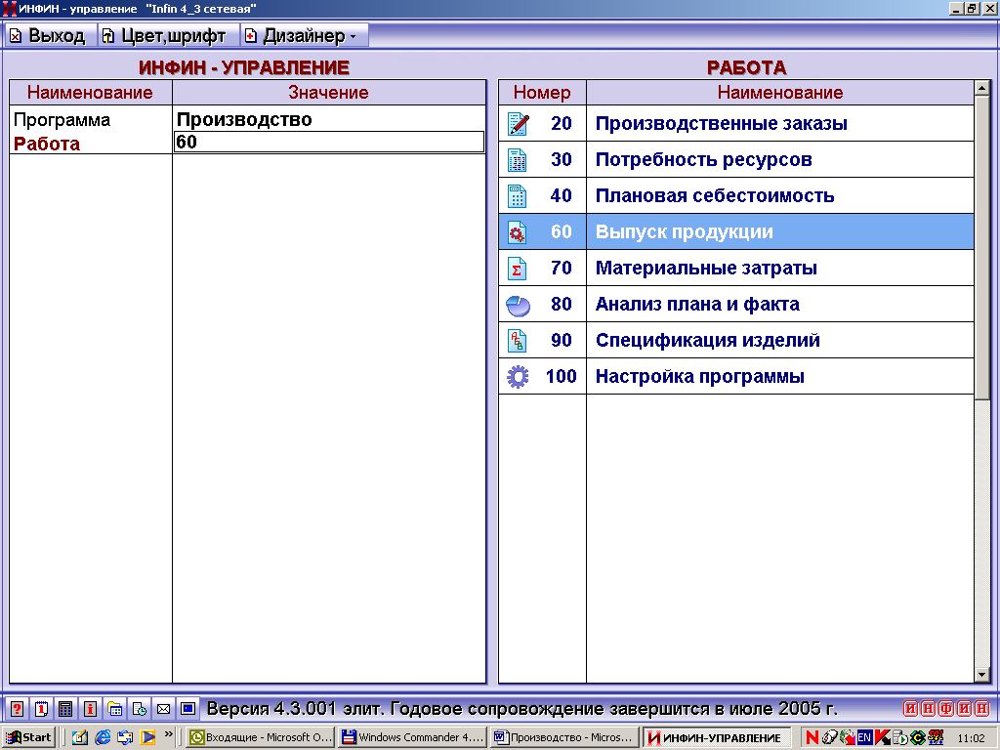 ИНФИН - управление "Infin 4_3 сетевая"
Выход Цвет,шрифт Дизайнер
ИНФИН - УПРАВЛЕНИЕ
Наименование Значение
Программа Производство
Работа 60
РАБОТА
Номер Наименование
20 Производственные заказы
30 Потребность ресурсов
40 Плановая себестоимость
60 Выпуск продукции
70 Материальные затраты
80 Анализ плана и факта
90 Спецификация изделий
100 Настройка программы
Версия 4.3.001 элит. Годовое сопровождение завершится в июле 2005 г. ИНФИН
Start Входящие - Microsoft O... Windows Commander 4.... Производство - Micros... ИНФИН-УПРАВЛЕНИЕ EN 11:02